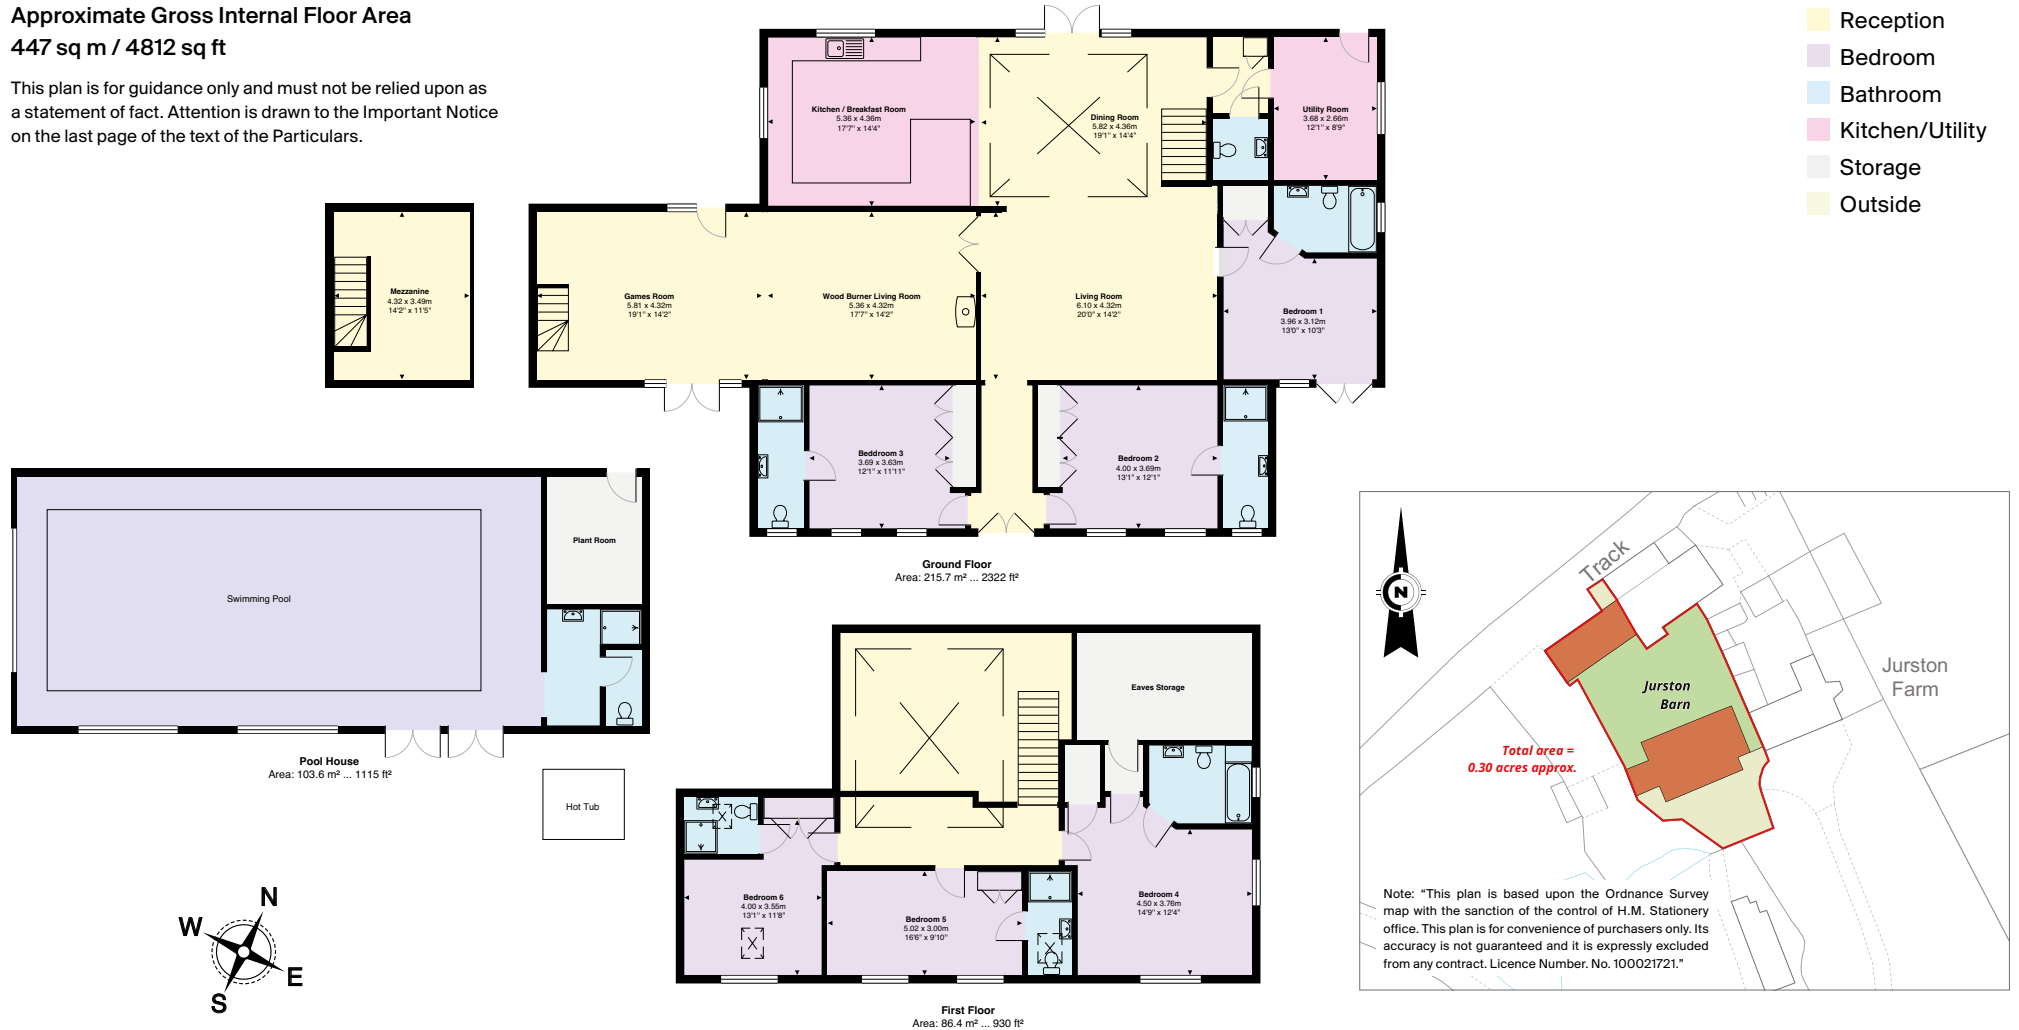 Approximate Gross Internal Floor Area
447 sq m / 4812 sq ft
This plan is for guidance only and must not be relied upon as
a statement of fact. Attention is drawn to the Important Notice
on the last page of the text of the Particulars.
Reception
Bedroom
Bathroom
Kitchen/Utility
Storage
Outside
Kitchen / Breakfast Room
5.36 x 4.36m
17'7" x 14'4"
Dining Room
5.82 x 4.36m
19'1" x 14'4"
Utility Room
3.68 x 2.66m
12'1" x 8'9"
Mezzanine
4.32 x 3.49m
14'2" x 11'5"
Games Room
5.81 x 4.32m
19'1" x 14'2"
Wood Burner Living Room
5.36 x 4.32m
17'7" x 14'2"
Living Room
6.10 x 4.32m
20'0" x 14'2"
Bedroom 1
3.96 x 3.12m
13'0" x 10'3"
Beddroom 3
3.69 x 3.63m
12'1" x 11'11"
Bedroom 2
4.00 x 3.69m
13'1" x 12'1"
Ground Floor
Area: 215.7 m² ... 2322 ft²
Swimming Pool
Plant Room
Pool House
Area: 103.6 m² ... 1115 ft²
Hot Tub
N
W
E
S
Eaves Storage
Bedroom 6
4.00 x 3.55m
13'1" x 11'8"
Bedroom 5
5.02 x 3.00m
16'6" x 9'10"
Bedroom 4
4.50 x 3.76m
14'9" x 12'4"
First Floor
Area: 86.4 m² ... 930 ft²
N
Track
Jurston
Barn
Jurston
Farm
Total area =
0.30 acres approx.
Note: “This plan is based upon the Ordnance Survey
map with the sanction of the control of H.M. Stationery
office. This plan is for convenience of purchasers only. Its
accuracy is not guaranteed and it is expressly excluded
from any contract. Licence Number. No. 100021721.”